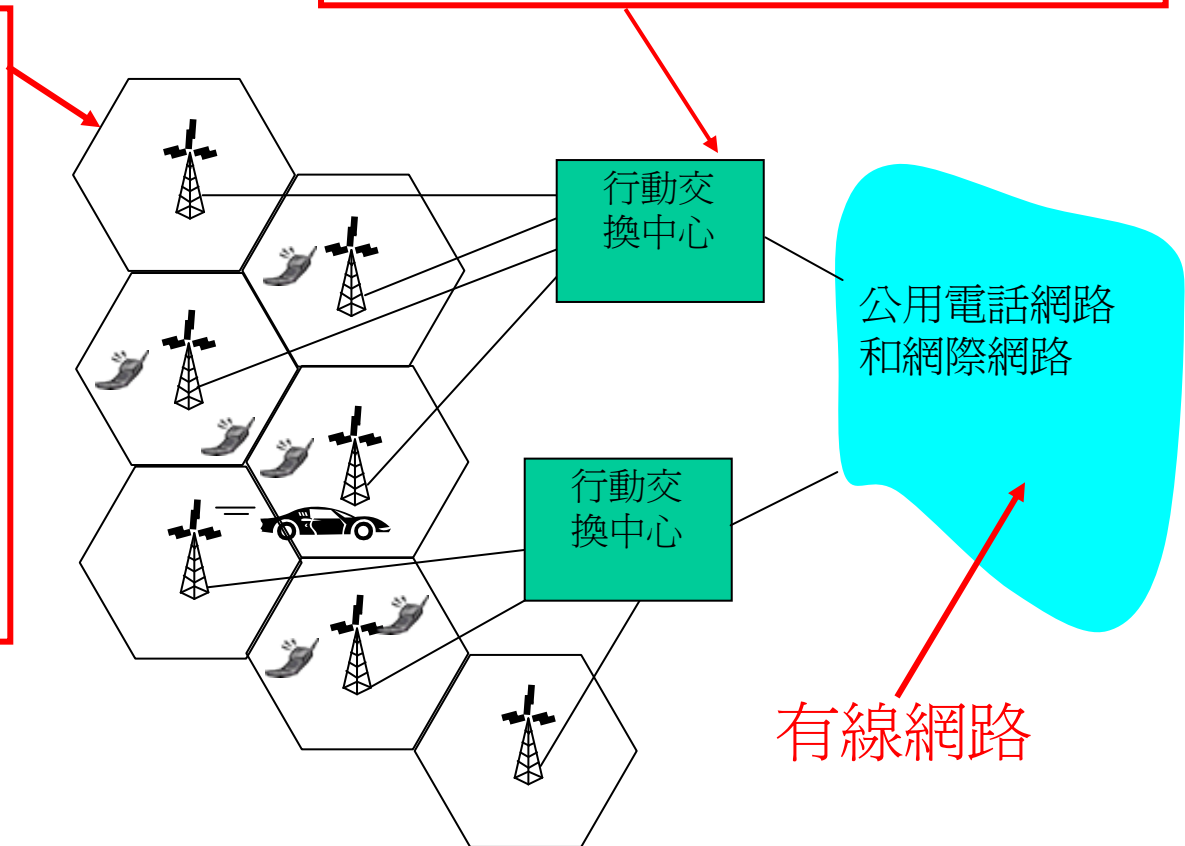 行動交
換中心
公用電話網路
和網際網路
行動交
換中心
有線網路